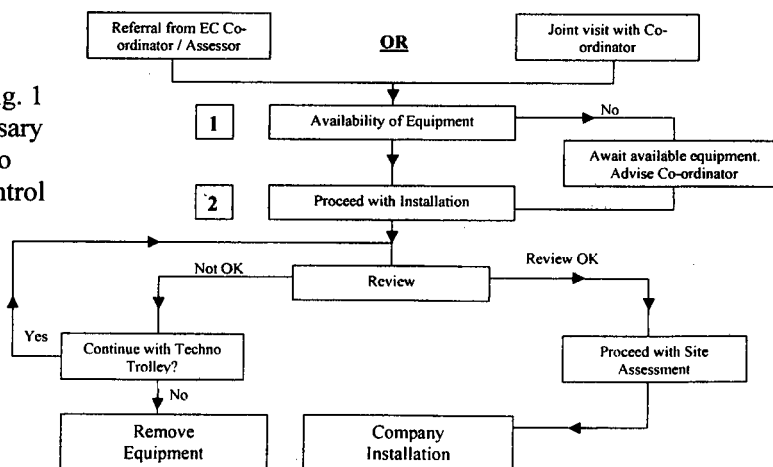 Referral from EC Co-
ordinator / Assessor
OR
Joint visit with Co-
ordinator
1
Availability of Equipment
No
Await available equipment.
Advise Co-ordinator
2
Proceed with Installation
Not OK
Review
Review OK
Yes
Continue with Techno
Trolley?
Proceed with Site
Assessment
No
Remove
Equipment
Company
Installation
g. 1
sary
o
ntrol